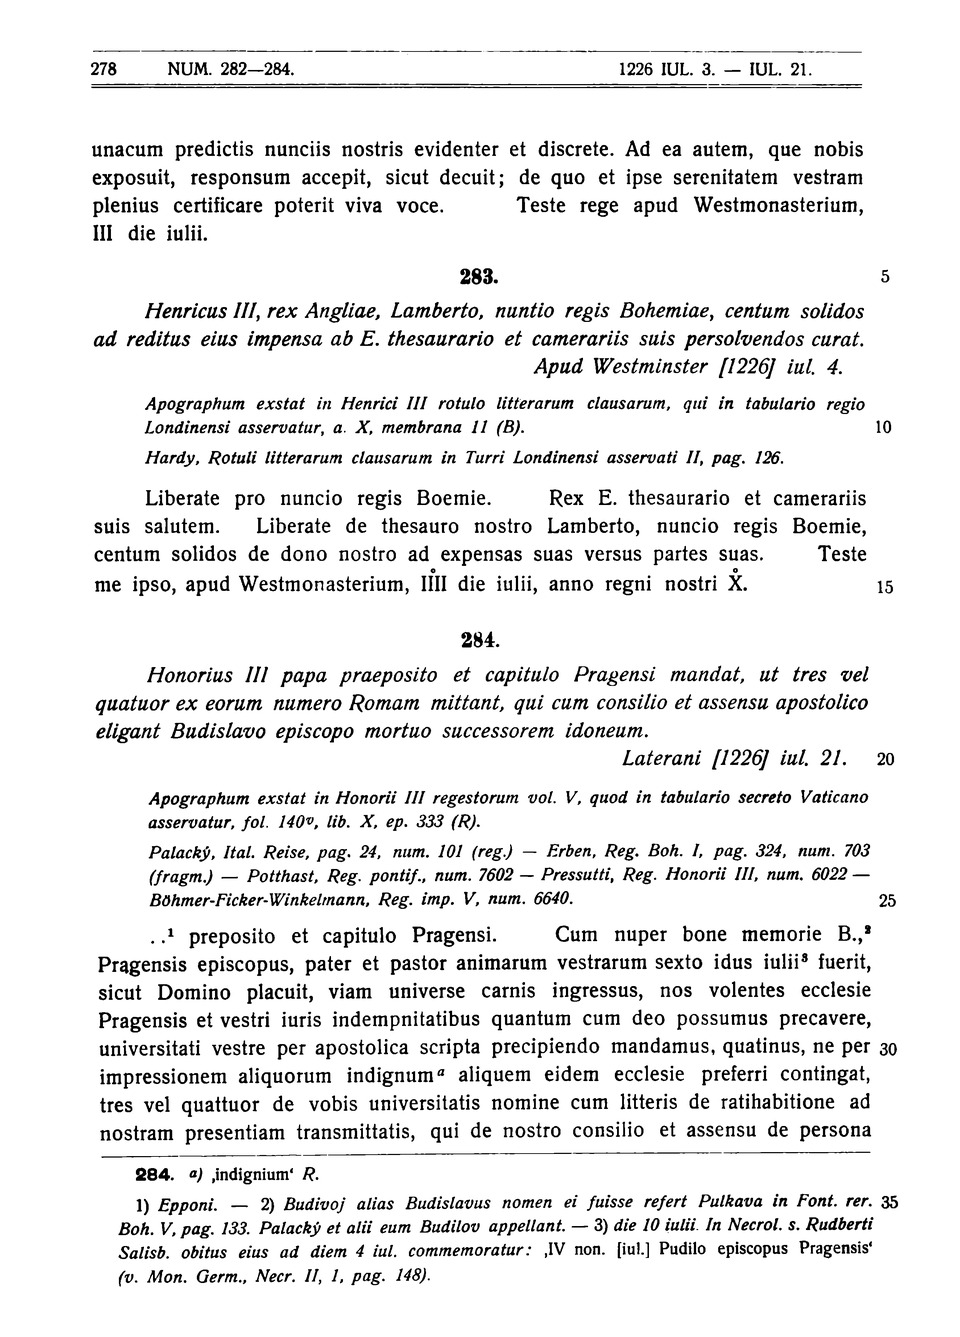 278 NUM. 282—284. 1226 IUL. 3. — IUL. 21.
unacum predictis nunciis nostris evidenter et discrete. Ad ea autem, que nobis
exposuit, responsum accepit, sicut decuit; de quo et ipse serenitatem vestram
plenius certificare poterit viva voce. Teste rege apud Westmonasterium,
III die iulii.
283. 5
Henricus III, rex Angliae, Lamberto, nuntio regis Bohemiae, centum solidos
ad reditus eius impensa ab E. thesaurario et camerariis suis persolvendos curat.
Apud Westminster [1226] iul. 4.
Apographum exstat in Henrici III rotulo litterarum clausarum, qui in tabulario regio
Londinensi asservatur, a. X, membrana 11 (B). 10
Hardy, Rotuli litterarum clausarum in Turri Londinensi asservati II, pag. 126.
Liberate pro nuncio regis Boemie. Rex E. thesaurario et camerariis
suis salutem. Liberate de thesauro nostro Lamberto, nuncio regis Boemie,
centum solidos de dono nostro ad expensas suas versus partes suas. Teste
me ipso, apud Westmonasterium, III̊I die iulii, anno regni nostri X̊. 15
284.
Honorius III papa praeposito et capitulo Pragensi mandat, ut tres vel
quatuor ex eorum numero Romam mittant, qui cum consilio et assensu apostolico
eligant Budislavo episcopo mortuo successorem idoneum.
Laterani [1226] iul. 21. 20
Apographum exstat in Honorii III regestorum vol. V, quod in tabulario secreto Vaticano
asservatur, fol. 140ᵛ, lib. X, ep. 333 (R).
Palacký, Ital. Reise, pag. 24, num. 101 (reg.) — Erben, Reg. Boh. I, pag. 324, num. 703
(fragm.) — Potthast, Reg. pontif., num. 7602 — Pressutti, Reg. Honorii III, num. 6022 —
Böhmer-Ficker-Winkelmann, Reg. imp. V, num. 6640. 25
. .¹ preposito et capitulo Pragensi. Cum nuper bone memorie B.,²
Pragensis episcopus, pater et pastor animarum vestrarum sexto idus iulii³ fuerit,
sicut Domino placuit, viam universe carnis ingressus, nos volentes ecclesie
Pragensis et vestri iuris indempnitatibus quantum cum deo possumus precavere,
universitati vestre per apostolica scripta precipiendo mandamus, quatinus, ne per 30
impressionem aliquorum indignumᵃ aliquem eidem ecclesie preferri contingat,
tres vel quattuor de vobis universitatis nomine cum litteris de ratihabitione ad
nostram presentiam transmittatis, qui de nostro consilio et assensu de persona
284. a) ‚indignium‘ R.
1) Epponi. — 2) Budivoj alias Budislavus nomen ei fuisse refert Pulkava in Font. rer. 35
Boh. V, pag. 133. Palacký et alii eum Budilov appellant. — 3) die 10 iulii. In Necrol. s. Rudberti
Salisb. obitus eius ad diem 4 iul. commemoratur: ‚IV non. [iul.] Pudilo episcopus Pragensis‘
(v. Mon. Germ., Necr. II, 1, pag. 148).